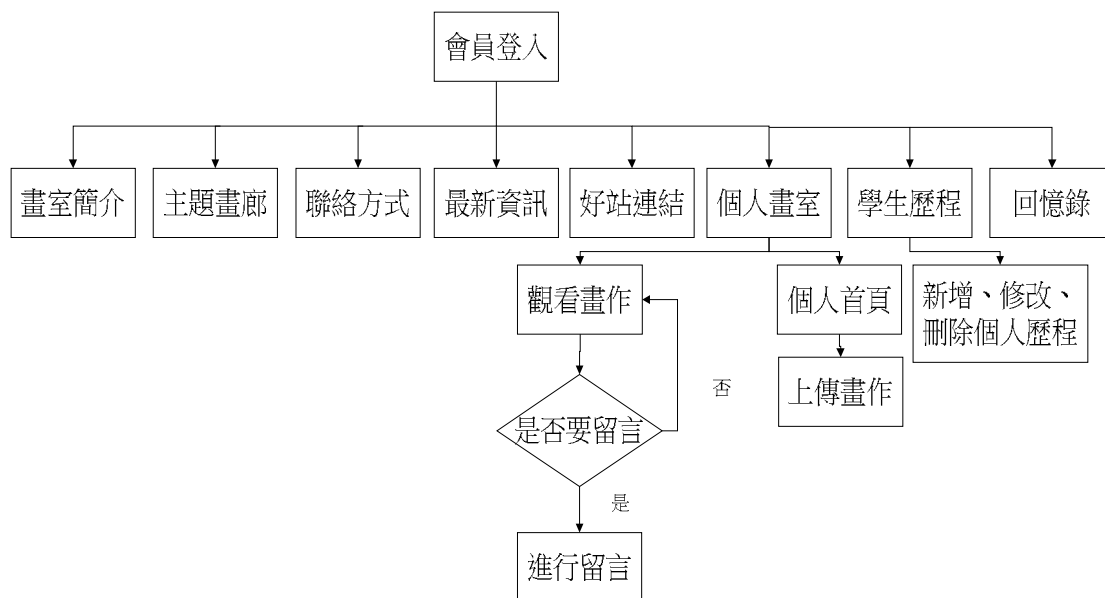 會員登入
畫室簡介
主題畫廊
聯絡方式
最新資訊
好站連結
個人畫室
學生歷程
回憶錄
觀看畫作
個人首頁
新增、修改、
刪除個人歷程
否
上傳畫作
是否要留言
是
進行留言